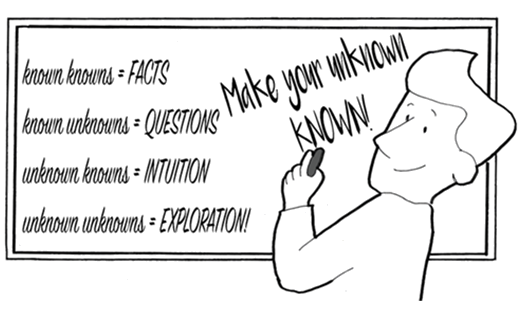 known knowns = FACTS
known unknowns = QUESTIONS
unknown knowns = INTUITION
unknown unknowns = EXPLORATION!
Make your unknown
KNOWN!